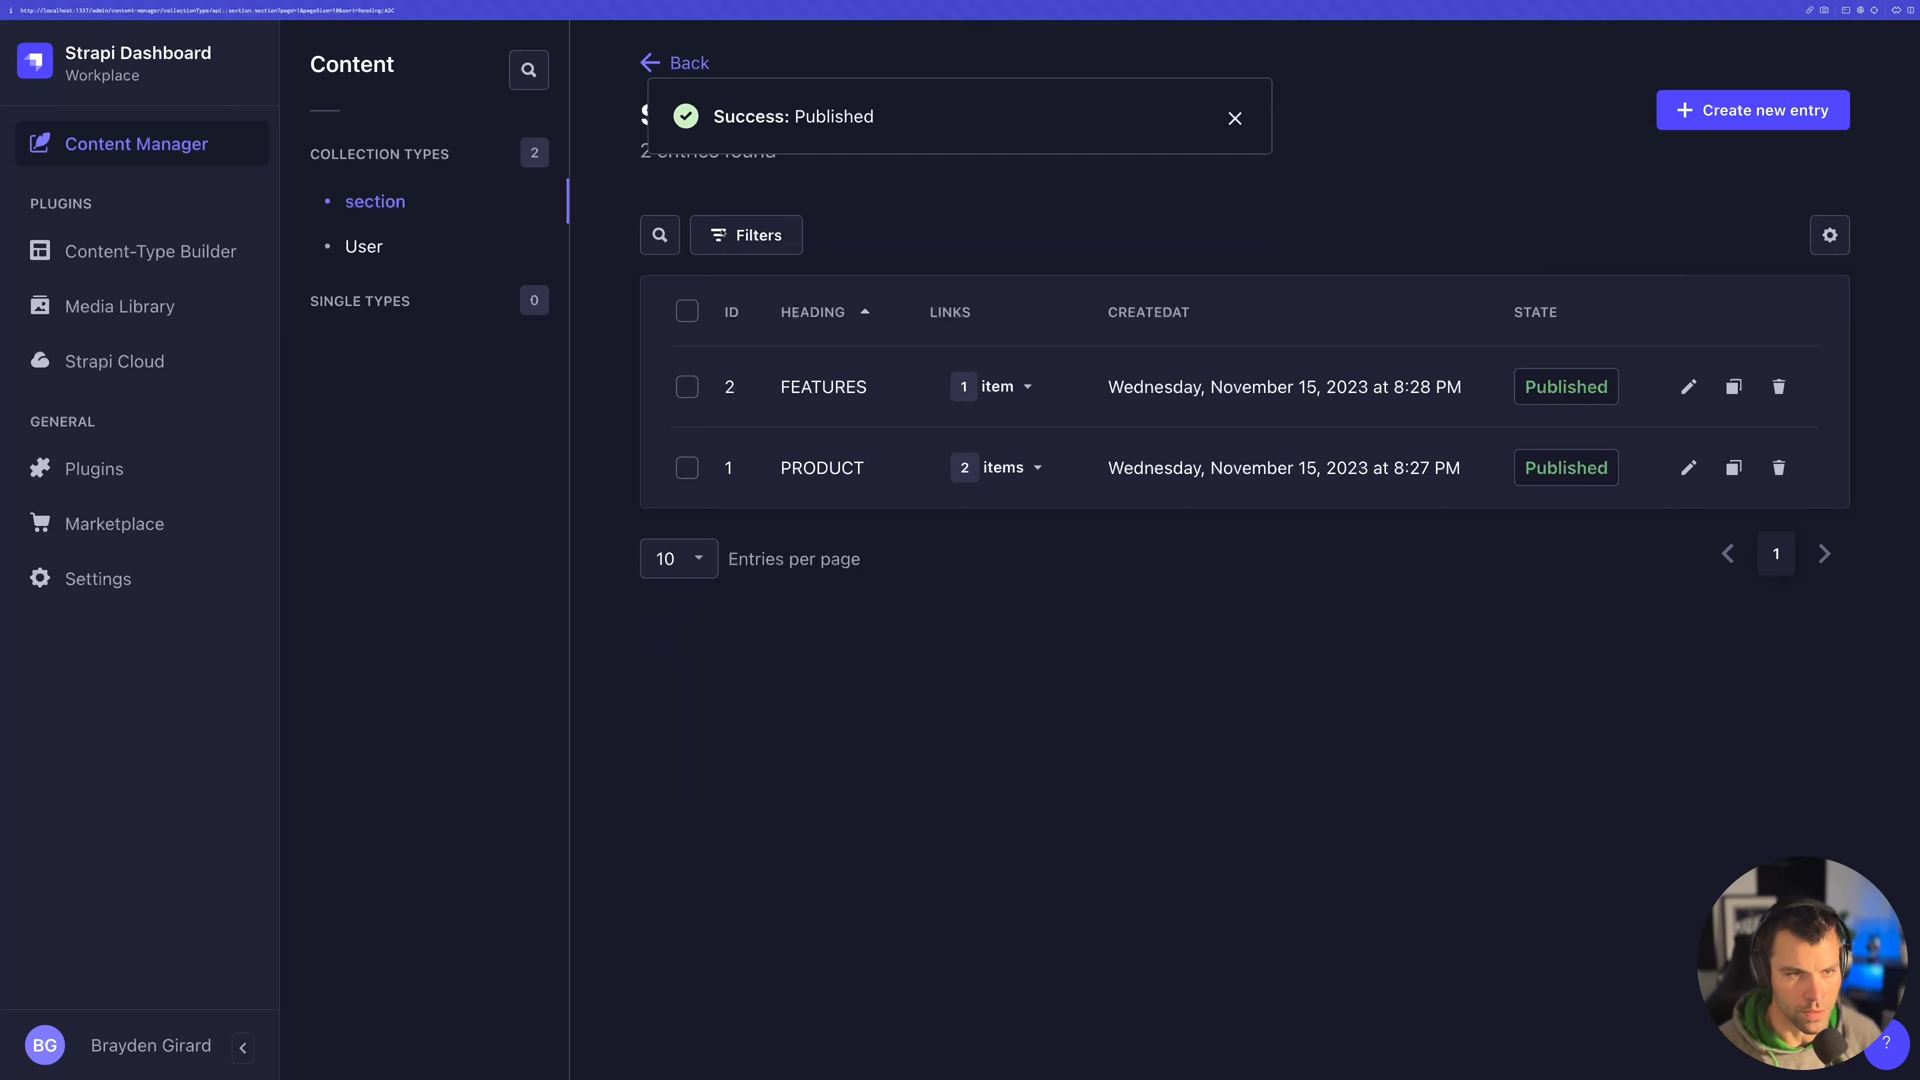 http://localhost:1337/admin/content-manager/collectionType/api::section.section?page=1&pageSize=10&sort=heading:ASC
Strapi Dashboard
Workplace
Content Manager
PLUGINS
Content-Type Builder
Media Library
Strapi Cloud
GENERAL
Plugins
Marketplace
Settings
BG
Brayden Girard
Content
COLLECTION TYPES
2
section
User
SINGLE TYPES
0
Back
Success: Published
Create new entry
2 entries found
Filters
ID HEADING LINKS CREATEDAT STATE
2 FEATURES 1 item Wednesday, November 15, 2023 at 8:28 PM Published
1 PRODUCT 2 items Wednesday, November 15, 2023 at 8:27 PM Published
10 Entries per page
1
?